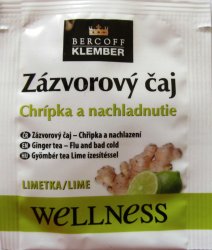 BERCOFF
KLEMBER
Zázvorový čaj
Chrípka a nachladnutie
CZ Zázvorový čaj – Chřipka a nachlazení
EN Ginger tea – Flu and bad cold
HU Gyömbér tea Lime ízesítéssel
LIMETKA/LIME
WELLNESS